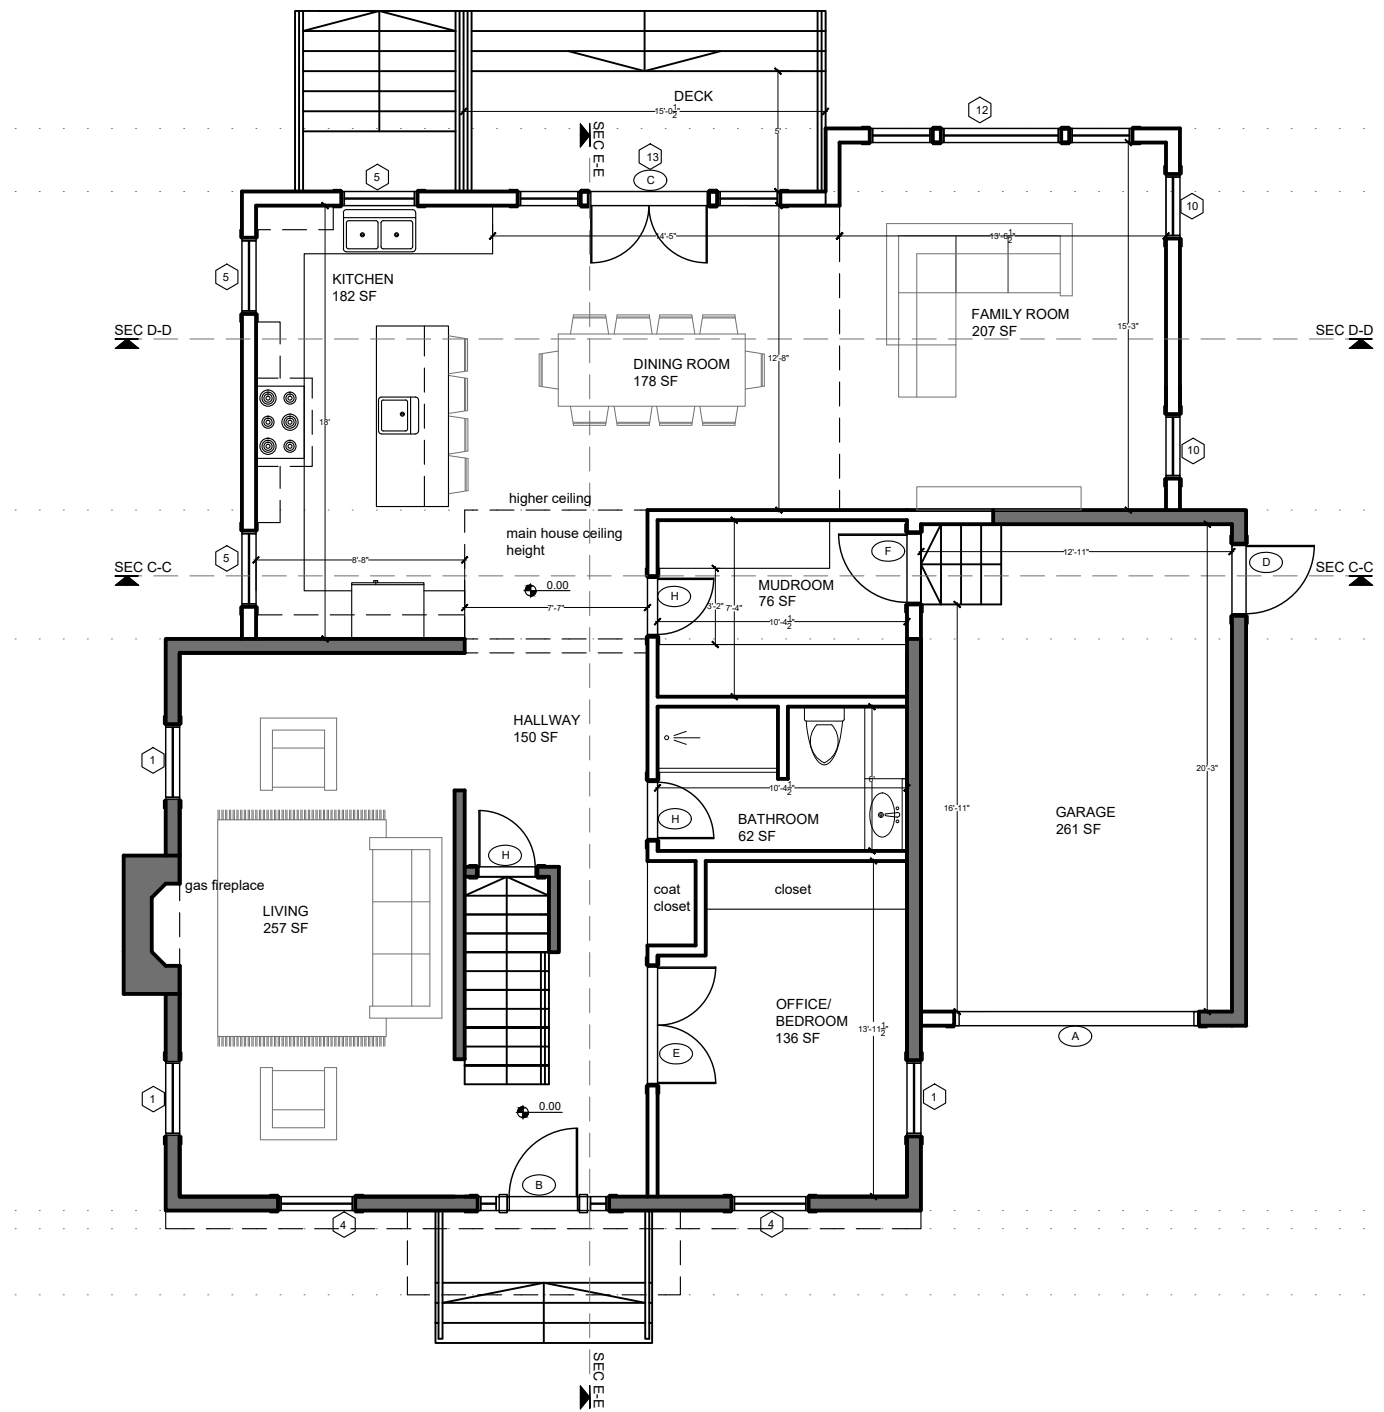 DECK
15'-0 1/2"
5'
12
SEC E-E
13
C
5
10
14'-5"
13'-6 1/2"
5
KITCHEN
182 SF
FAMILY ROOM
207 SF
SEC D-D
SEC D-D
15'-3"
DINING ROOM
178 SF
12'-8"
18'
10
higher ceiling
main house ceiling
height
5
8'-8"
F
12'-11"
D
SEC C-C
SEC C-C
0.00
H
MUDROOM
76 SF
7'-7"
3'-2"
7'-4"
10'-4 1/2"
HALLWAY
150 SF
1
20'-3"
10'-4 1/2"
6'
16'-11"
H
BATHROOM
62 SF
GARAGE
261 SF
H
gas fireplace
coat
closet
closet
LIVING
257 SF
OFFICE/
BEDROOM
136 SF
13'-11 1/2"
A
E
1
1
0.00
B
4
4
SEC E-E